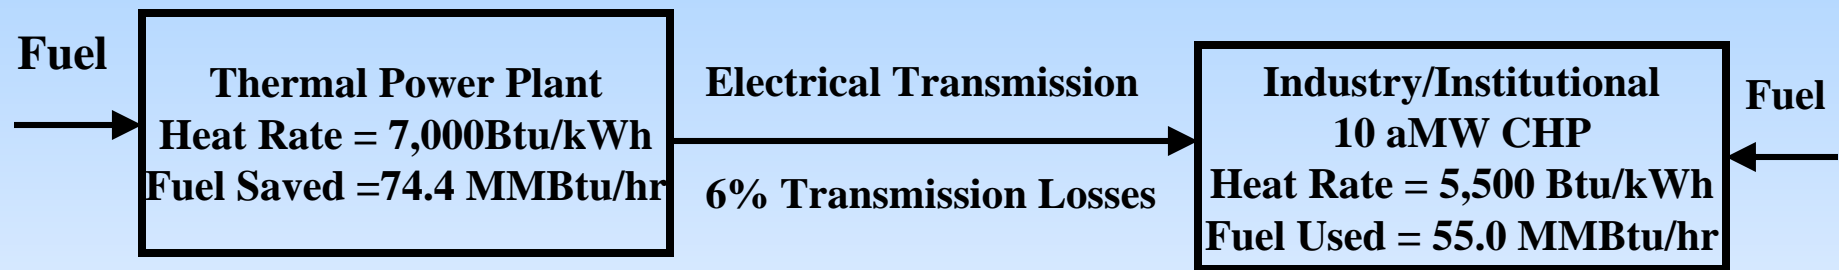 Fuel
Thermal Power Plant
Heat Rate = 7,000Btu/kWh
Fuel Saved =74.4 MMBtu/hr
Electrical Transmission
6% Transmission Losses
Industry/Institutional
10 aMW CHP
Heat Rate = 5,500 Btu/kWh
Fuel Used = 55.0 MMBtu/hr
Fuel